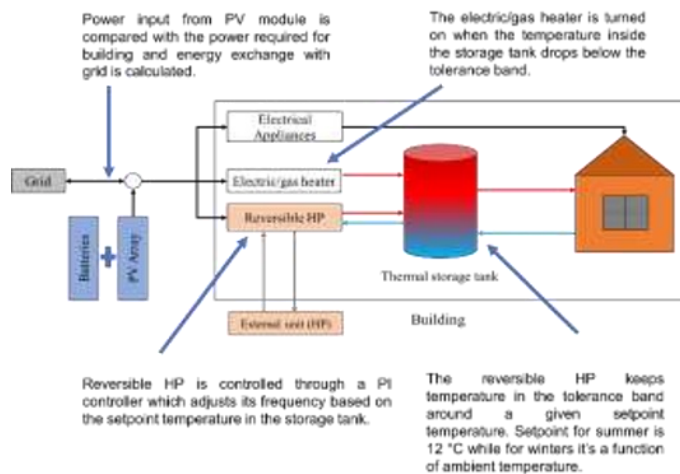 Power input from PV module is
compared with the power required for
building and energy exchange with
grid is calculated.
The electric/gas heater is turned
on when the temperature inside
the storage tank drops below the
tolerance band.
Electrical
Appliances
Grid
Electric/gas heater
Reversible HP
Batteries
PV Array
Thermal storage tank
External unit (HP)
Building
Reversible HP is controlled through a PI
controller which adjusts its frequency based on
the setpoint temperature in the storage tank.
The reversible HP keeps
temperature in the tolerance band
around a given setpoint
temperature. Setpoint for summer is
12 °C while for winters it's a function
of ambient temperature.